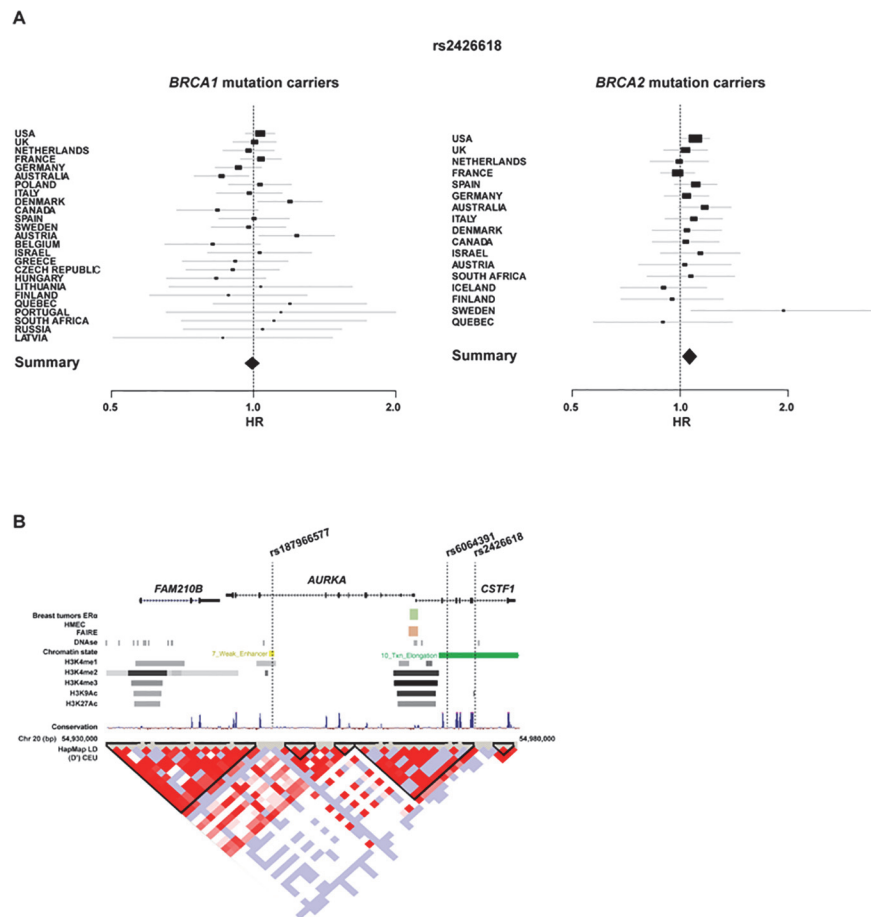 A
rs2426618
BRCA1 mutation carriers
USA
UK
NETHERLANDS
FRANCE
GERMANY
AUSTRALIA
POLAND
ITALY
DENMARK
CANADA
SPAIN
SWEDEN
AUSTRIA
BELGIUM
ISRAEL
GREECE
CZECH REPUBLIC
HUNGARY
LITHUANIA
FINLAND
QUEBEC
PORTUGAL
SOUTH AFRICA
RUSSIA
LATVIA
Summary
0.5 1.0 2.0
HR
BRCA2 mutation carriers
USA
UK
NETHERLANDS
FRANCE
SPAIN
GERMANY
AUSTRALIA
ITALY
DENMARK
CANADA
ISRAEL
AUSTRIA
SOUTH AFRICA
ICELAND
FINLAND
SWEDEN
QUEBEC
Summary
0.5 1.0 2.0
HR
B
rs187966577
rs6064391
rs2426618
FAM210B
AURKA
CSTF1
Breast tumors ERα
HMEC
FAIRE
DNAse
Chromatin state
7_Weak_Enhancer
10_Txn_Elongation
H3K4me1
H3K4me2
H3K4me3
H3K9Ac
H3K27Ac
Conservation
Chr 20 (bp) 54,930,000 54,980,000
HapMap LD
(D') CEU